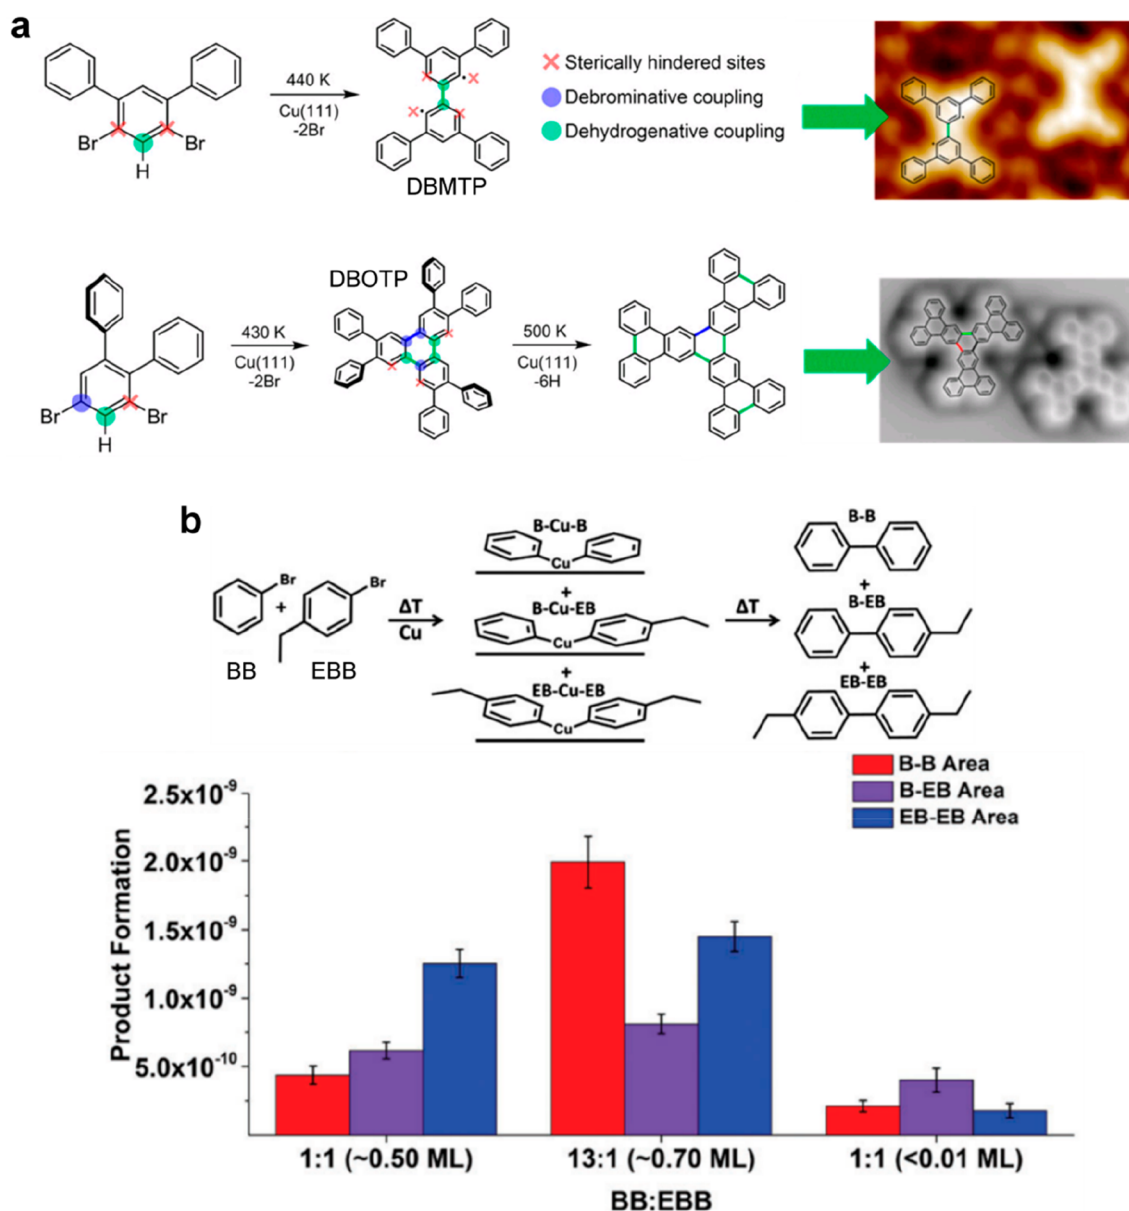 a
Br
Br
H
440 K
Cu(111)
-2Br
DBMTP
Sterically hindered sites
Debrominative coupling
Dehydrogenative coupling
Br
Br
H
430 K
Cu(111)
-2Br
DBOTP
500 K
Cu(111)
-6H
b
Br
+
Br
BB
EBB
ΔT
Cu
B-Cu-B
Cu
+
B-Cu-EB
Cu
+
EB-Cu-EB
Cu
ΔT
B-B
+
B-EB
+
EB-EB
B-B Area
B-EB Area
EB-EB Area
Product Formation
2.5x10⁻⁹
2.0x10⁻⁹
1.5x10⁻⁹
1.0x10⁻⁹
5.0x10⁻¹⁰
1:1 (~0.50 ML)
13:1 (~0.70 ML)
1:1 (<0.01 ML)
BB:EBB